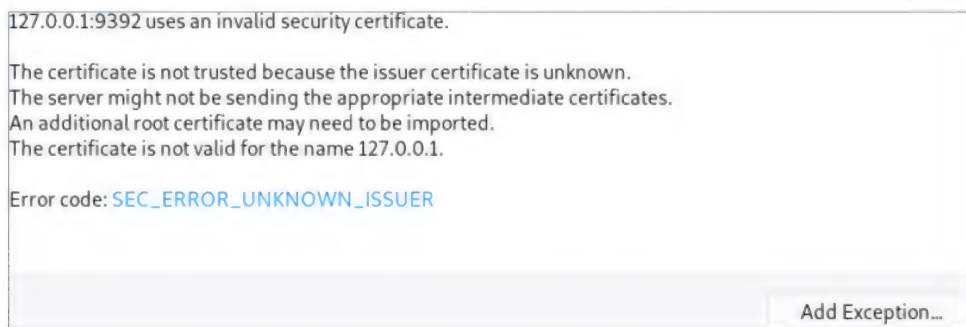 127.0.0.1:9392 uses an invalid security certificate.
The certificate is not trusted because the issuer certificate is unknown.
The server might not be sending the appropriate intermediate certificates.
An additional root certificate may need to be imported.
The certificate is not valid for the name 127.0.0.1.
Error code: SEC_ERROR_UNKNOWN_ISSUER
Add Exception...